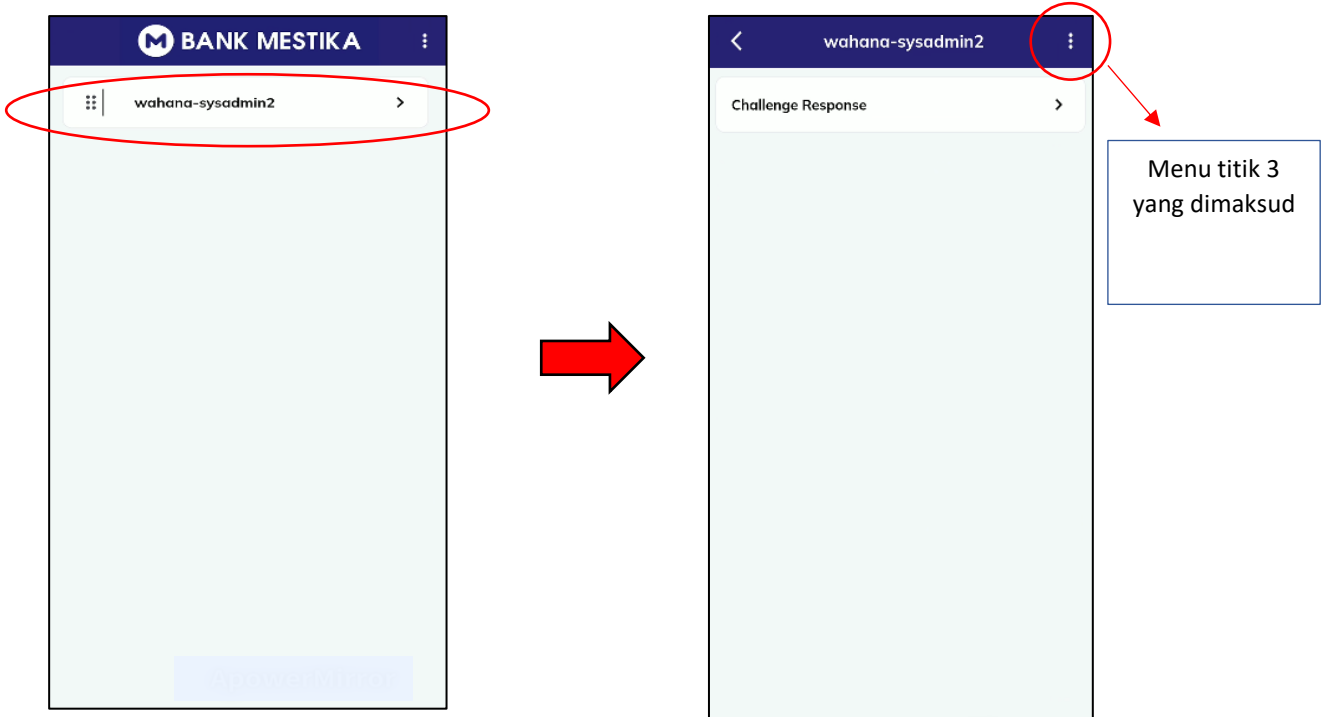 BANK MESTIKA
wahana-sysadmin2
wahana-sysadmin2
Challenge Response
Menu titik 3
yang dimaksud